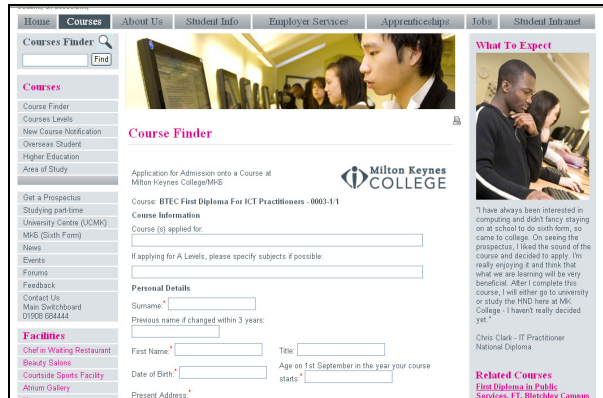 Home Courses About Us Student Info Employer Services Apprenticeships Jobs Student Intranet
Courses Finder
Find
Courses
Course Finder
Courses Levels
New Course Notification
Overseas Student
Higher Education
Area of Study
Get a Prospectus
Studying part-time
University Centre (UCMK)
MK6 (Sixth Form)
News
Events
Forums
Feedback
Contact Us
Main Switchboard
01908 684444
Facilities
Chef in Waiting Restaurant
Beauty Salons
Courtside Sports Facility
Atrium Gallery
Course Finder
Application for Admission onto a Course at
Milton Keynes College/MK6
Milton Keynes
COLLEGE
Course: BTEC First Diploma For ICT Practitioners - 0003-1/1
Course Information
Course (s) applied for:
If applying for A Levels, please specify subjects if possible:
Personal Details
Surname:*
Previous name if changed within 3 years:
First Name:* Title:
Date of Birth:* Age on 1st September in the year your course
starts:*
Present Address:*
What To Expect
"I have always been interested in
computing and didn't fancy staying
on at school to do sixth form, so
came to college. On seeing the
prospectus, I liked the sound of the
course and decided to apply. I'm
really enjoying it and think that
what we are learning will be very
beneficial. After I complete this
course, I will either go to university
or study the HND here at MK
College - I haven't really decided
yet."
Chris Clark - IT Practitioner
National Diploma
Related Courses
First Diploma in Public
Services, FT, Bletchley Campus